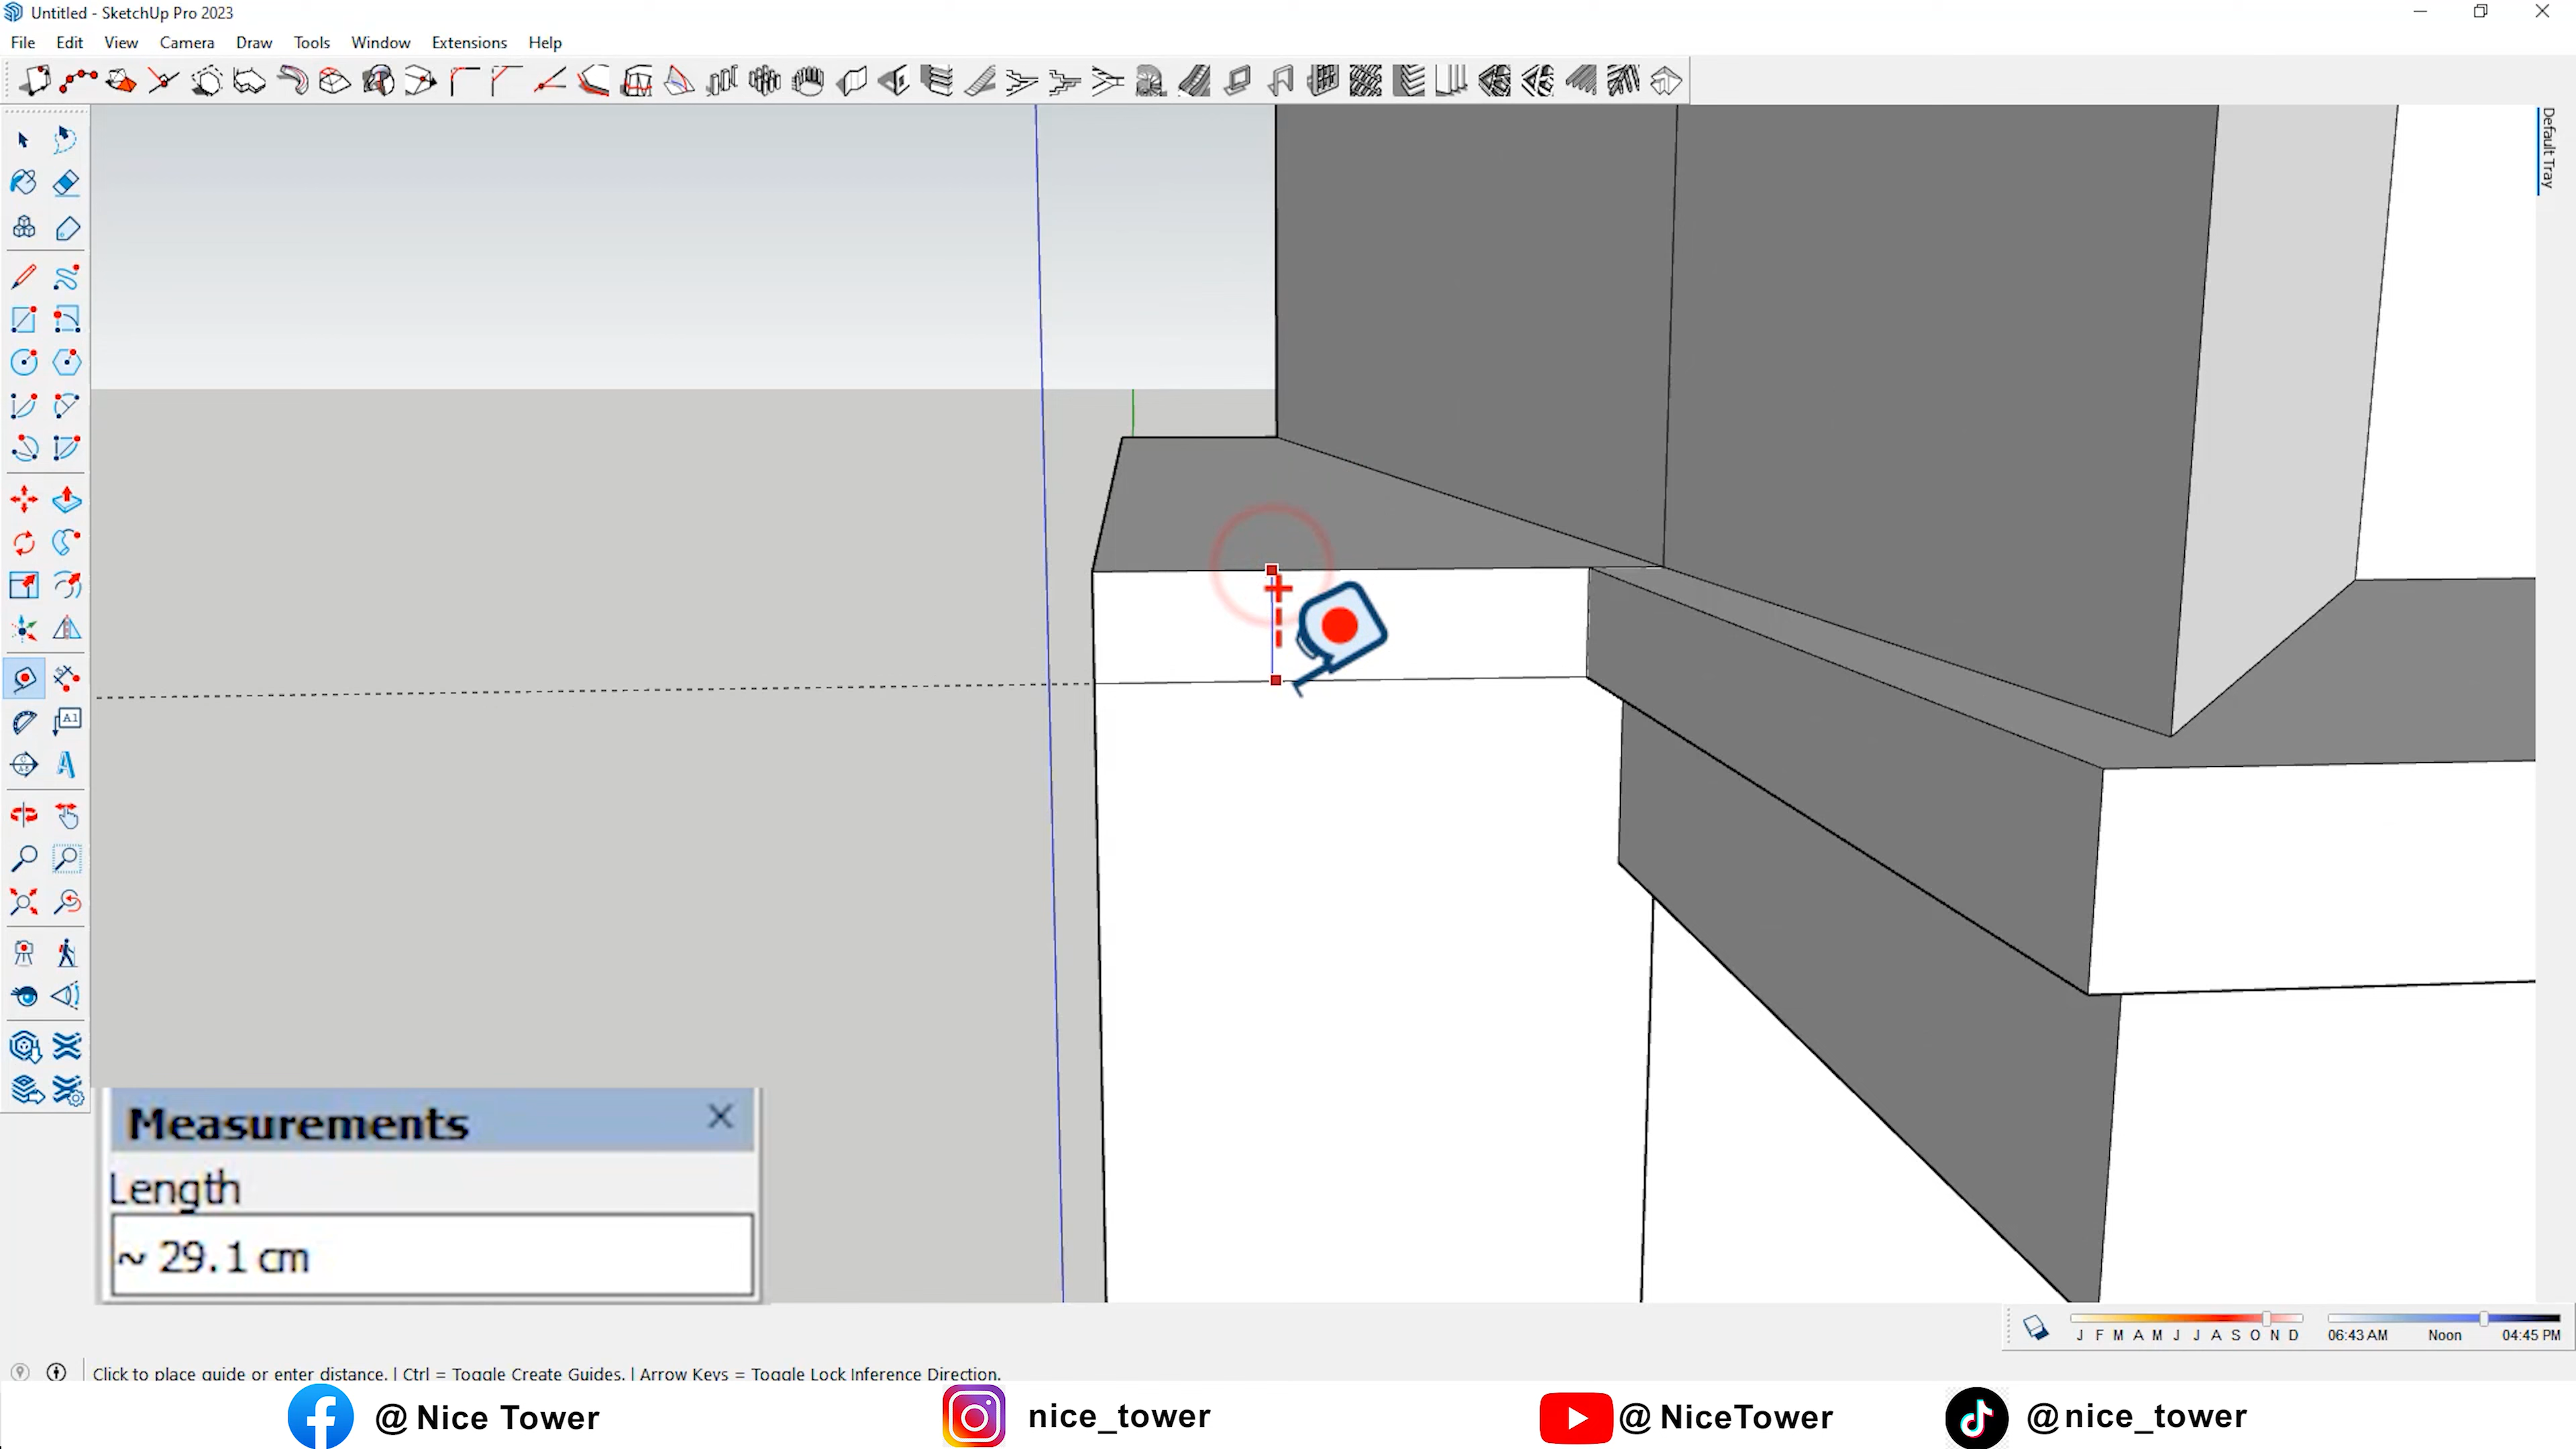 Untitled - SketchUp Pro 2023
File Edit View Camera Draw Tools Window Extensions Help
Default Tray
A1
Measurements
Length
~ 29.1 cm
J F M A M J J A S O N D
06:43 AM Noon 04:45 PM
Click to place guide or enter distance. | Ctrl = Toggle Create Guides. | Arrow Keys = Toggle Lock Inference Direction.
@ Nice Tower
nice_tower
@ NiceTower
@nice_tower